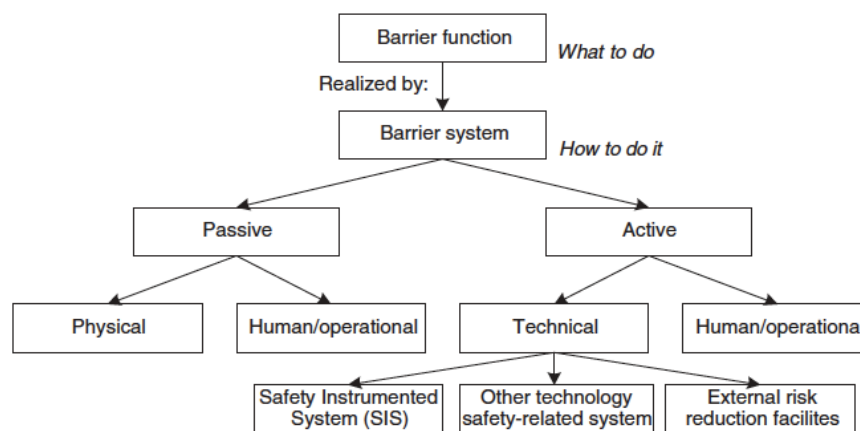 Barrier function
What to do
Realized by:
Barrier system
How to do it
Passive
Active
Physical
Human/operational
Technical
Human/operationa
Safety Instrumented
System (SIS)
Other technology
safety-related system
External risk
reduction facilites